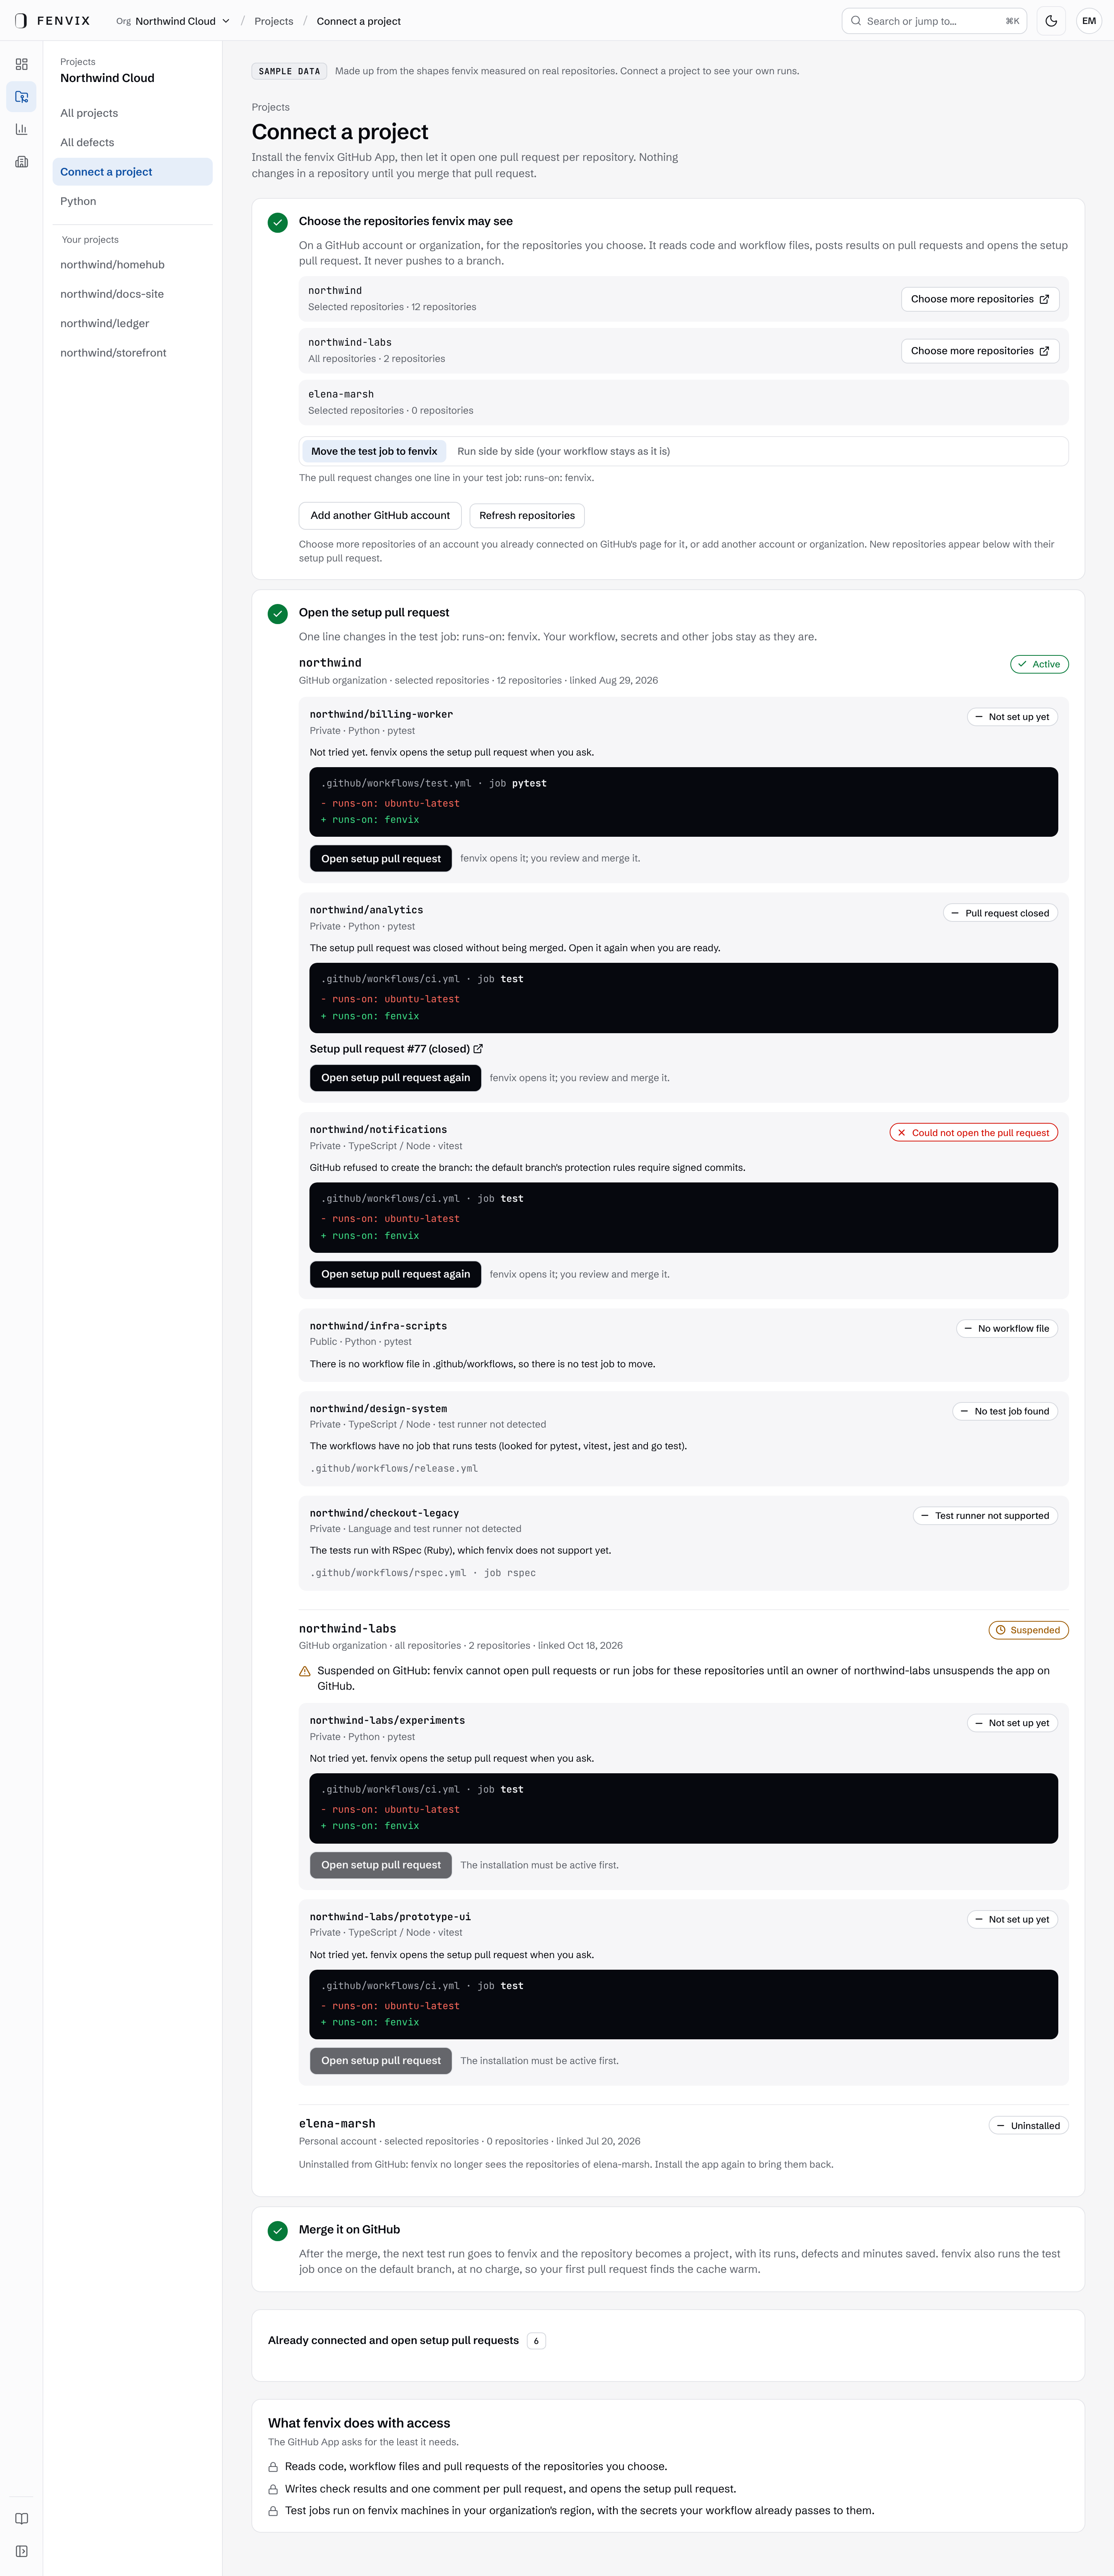 FENVIX
Org Northwind Cloud / Projects / Connect a project
Search or jump to... ⌘K
EM
Projects
Northwind Cloud
All projects
All defects
Connect a project
Python
Your projects
northwind/homehub
northwind/docs-site
northwind/ledger
northwind/storefront
SAMPLE DATA Made up from the shapes fenvix measured on real repositories. Connect a project to see your own runs.
Projects
Connect a project
Install the fenvix GitHub App, then let it open one pull request per repository. Nothing
changes in a repository until you merge that pull request.
Choose the repositories fenvix may see
On a GitHub account or organization, for the repositories you choose. It reads code and workflow files, posts results on pull requests and opens the setup
pull request. It never pushes to a branch.
northwind
Selected repositories · 12 repositories
Choose more repositories
northwind-labs
All repositories · 2 repositories
Choose more repositories
elena-marsh
Selected repositories · 0 repositories
Move the test job to fenvix Run side by side (your workflow stays as it is)
The pull request changes one line in your test job: runs-on: fenvix.
Add another GitHub account Refresh repositories
Choose more repositories of an account you already connected on GitHub's page for it, or add another account or organization. New repositories appear below with their
setup pull request.
Open the setup pull request
One line changes in the test job: runs-on: fenvix. Your workflow, secrets and other jobs stay as they are.
northwind
Active
GitHub organization · selected repositories · 12 repositories · linked Aug 29, 2026
northwind/billing-worker
Not set up yet
Private · Python · pytest
Not tried yet. fenvix opens the setup pull request when you ask.
.github/workflows/test.yml · job pytest
- runs-on: ubuntu-latest
+ runs-on: fenvix
Open setup pull request fenvix opens it; you review and merge it.
northwind/analytics
Pull request closed
Private · Python · pytest
The setup pull request was closed without being merged. Open it again when you are ready.
.github/workflows/ci.yml · job test
- runs-on: ubuntu-latest
+ runs-on: fenvix
Setup pull request #77 (closed)
Open setup pull request again fenvix opens it; you review and merge it.
northwind/notifications
Could not open the pull request
Private · TypeScript / Node · vitest
GitHub refused to create the branch: the default branch's protection rules require signed commits.
.github/workflows/ci.yml · job test
- runs-on: ubuntu-latest
+ runs-on: fenvix
Open setup pull request again fenvix opens it; you review and merge it.
northwind/infra-scripts
No workflow file
Public · Python · pytest
There is no workflow file in .github/workflows, so there is no test job to move.
northwind/design-system
No test job found
Private · TypeScript / Node · test runner not detected
The workflows have no job that runs tests (looked for pytest, vitest, jest and go test).
.github/workflows/release.yml
northwind/checkout-legacy
Test runner not supported
Private · Language and test runner not detected
The tests run with RSpec (Ruby), which fenvix does not support yet.
.github/workflows/rspec.yml · job rspec
northwind-labs
Suspended
GitHub organization · all repositories · 2 repositories · linked Oct 18, 2026
Suspended on GitHub: fenvix cannot open pull requests or run jobs for these repositories until an owner of northwind-labs unsuspends the app on
GitHub.
northwind-labs/experiments
Not set up yet
Private · Python · pytest
Not tried yet. fenvix opens the setup pull request when you ask.
.github/workflows/ci.yml · job test
- runs-on: ubuntu-latest
+ runs-on: fenvix
Open setup pull request The installation must be active first.
northwind-labs/prototype-ui
Not set up yet
Private · TypeScript / Node · vitest
Not tried yet. fenvix opens the setup pull request when you ask.
.github/workflows/ci.yml · job test
- runs-on: ubuntu-latest
+ runs-on: fenvix
Open setup pull request The installation must be active first.
elena-marsh
Uninstalled
Personal account · selected repositories · 0 repositories · linked Jul 20, 2026
Uninstalled from GitHub: fenvix no longer sees the repositories of elena-marsh. Install the app again to bring them back.
Merge it on GitHub
After the merge, the next test run goes to fenvix and the repository becomes a project, with its runs, defects and minutes saved. fenvix also runs the test
job once on the default branch, at no charge, so your first pull request finds the cache warm.
Already connected and open setup pull requests 6
What fenvix does with access
The GitHub App asks for the least it needs.
Reads code, workflow files and pull requests of the repositories you choose.
Writes check results and one comment per pull request, and opens the setup pull request.
Test jobs run on fenvix machines in your organization's region, with the secrets your workflow already passes to them.